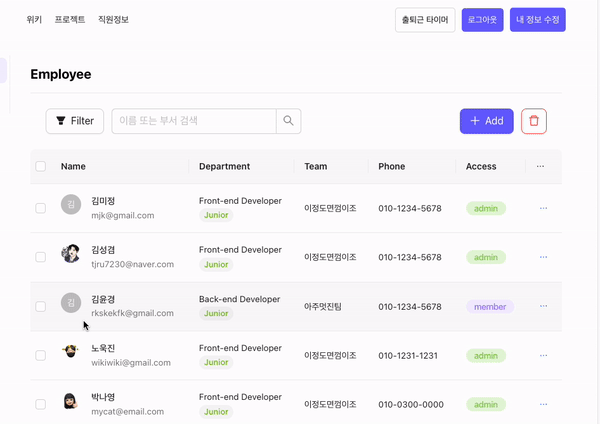 위키 프로젝트 직원정보 출퇴근 타이머 로그아웃 내 정보 수정
Employee
Filter 이름 또는 부서 검색 + Add
Name Department Team Phone Access ···
김 김미정 Front-end Developer 이정도면껌이조 010-1234-5678 admin ···
mjk@gmail.com Junior
김성겸 Front-end Developer 이정도면껌이조 010-1234-5678 admin ···
tjru7230@naver.com Junior
김 김윤경 Back-end Developer 아주멋진팀 010-1234-5678 member ···
rkskekfk@gmail.com Junior
노욱진 Front-end Developer 이정도면껌이조 010-1231-1231 admin ···
wikiwiki@gmail.com Junior
박나영 Front-end Developer 이정도면껌이조 010-0300-0000 admin ···
mycat@email.com Junior